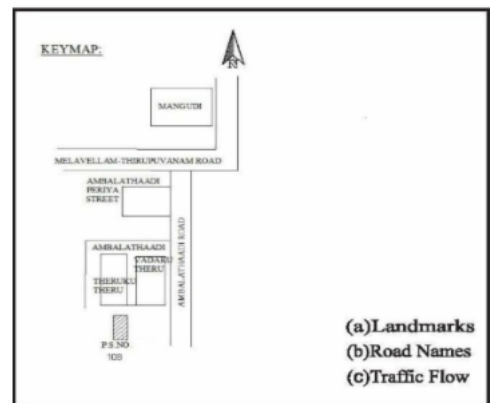 KEYMAP:
N
MANGUDI
MELAVELLAM-THIRUPUVANAM ROAD
AMBALATHAADI
PERIYA
STREET
AMBALATHAADI ROAD
AMBALATHAADI
VADAKU
THERU
THERUKU
THERU
P.S.NO
108
(a)Landmarks
(b)Road Names
(c)Traffic Flow